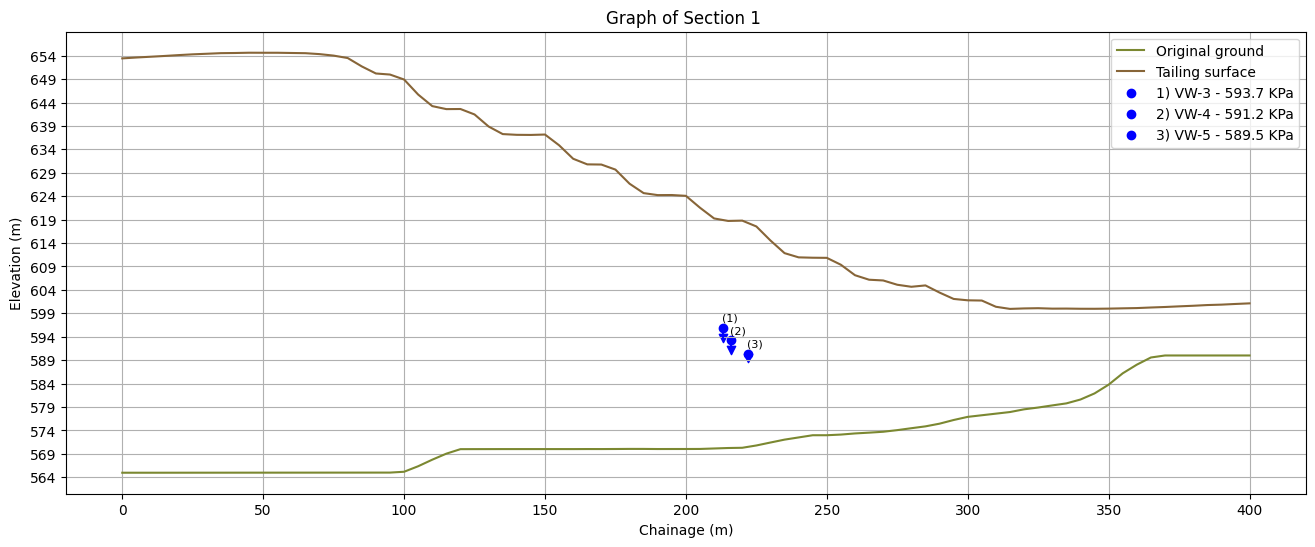 Graph of Section 1
Original ground
Tailing surface
1) VW-3 - 593.7 KPa
2) VW-4 - 591.2 KPa
3) VW-5 - 589.5 KPa
654
649
644
639
634
629
624
619
614
609
604
599
594
589
584
579
574
569
564
Elevation (m)
(1)
(2)
(3)
0 50 100 150 200 250 300 350 400
Chainage (m)